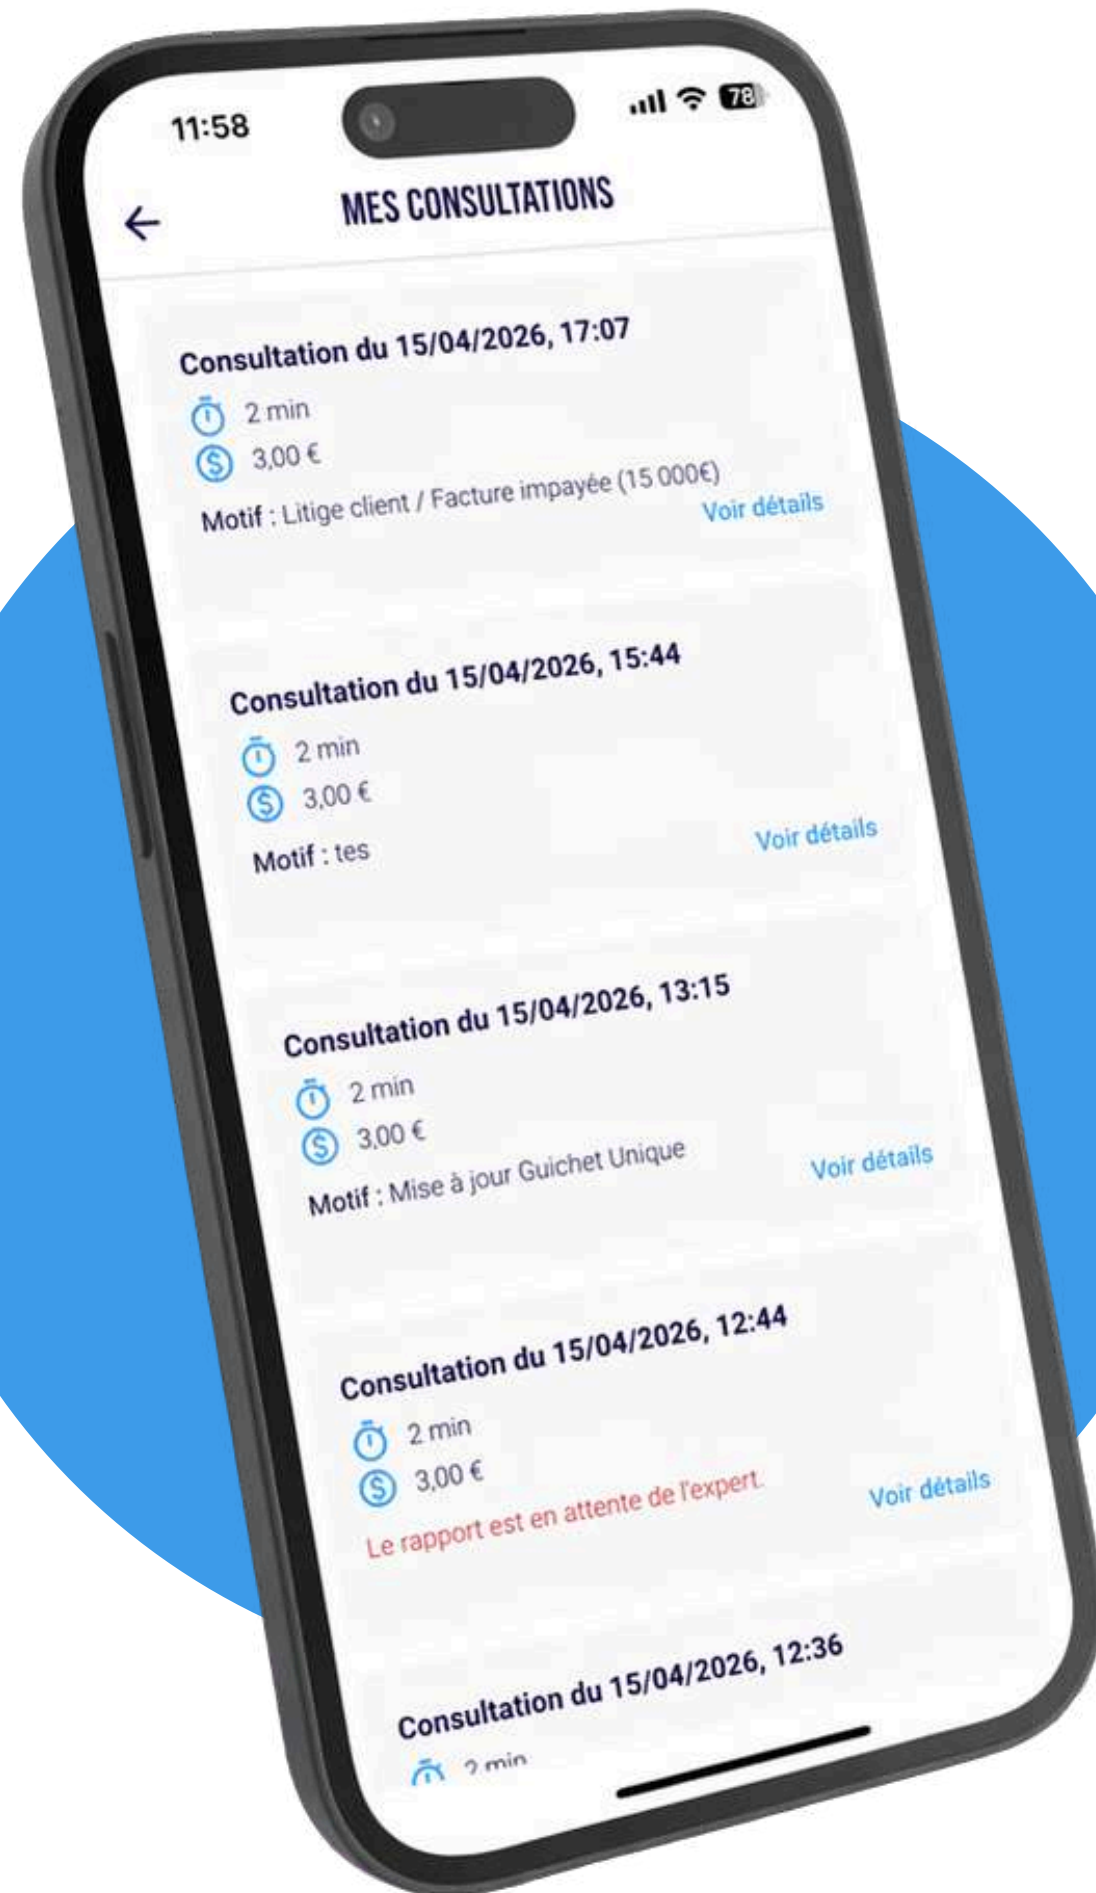 11:58
78
MES CONSULTATIONS
Consultation du 15/04/2026, 17:07
2 min
3,00 €
Motif : Litige client / Facture impayée (15 000€)
Voir détails
Consultation du 15/04/2026, 15:44
2 min
3,00 €
Motif : tes
Voir détails
Consultation du 15/04/2026, 13:15
2 min
3,00 €
Motif : Mise à jour Guichet Unique
Voir détails
Consultation du 15/04/2026, 12:44
2 min
3,00 €
Le rapport est en attente de l'expert.
Voir détails
Consultation du 15/04/2026, 12:36
2 min